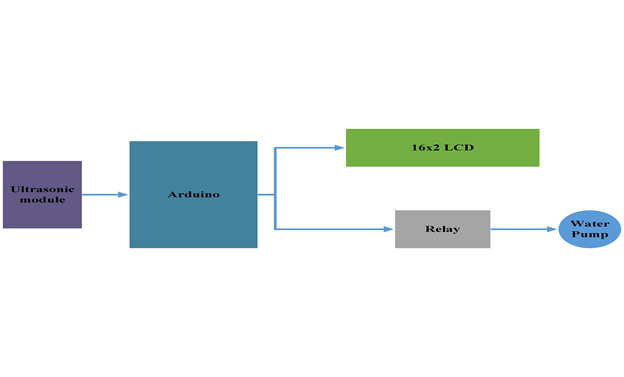 Ultrasonic
module
Arduino
16x2 LCD
Relay
Water
Pump